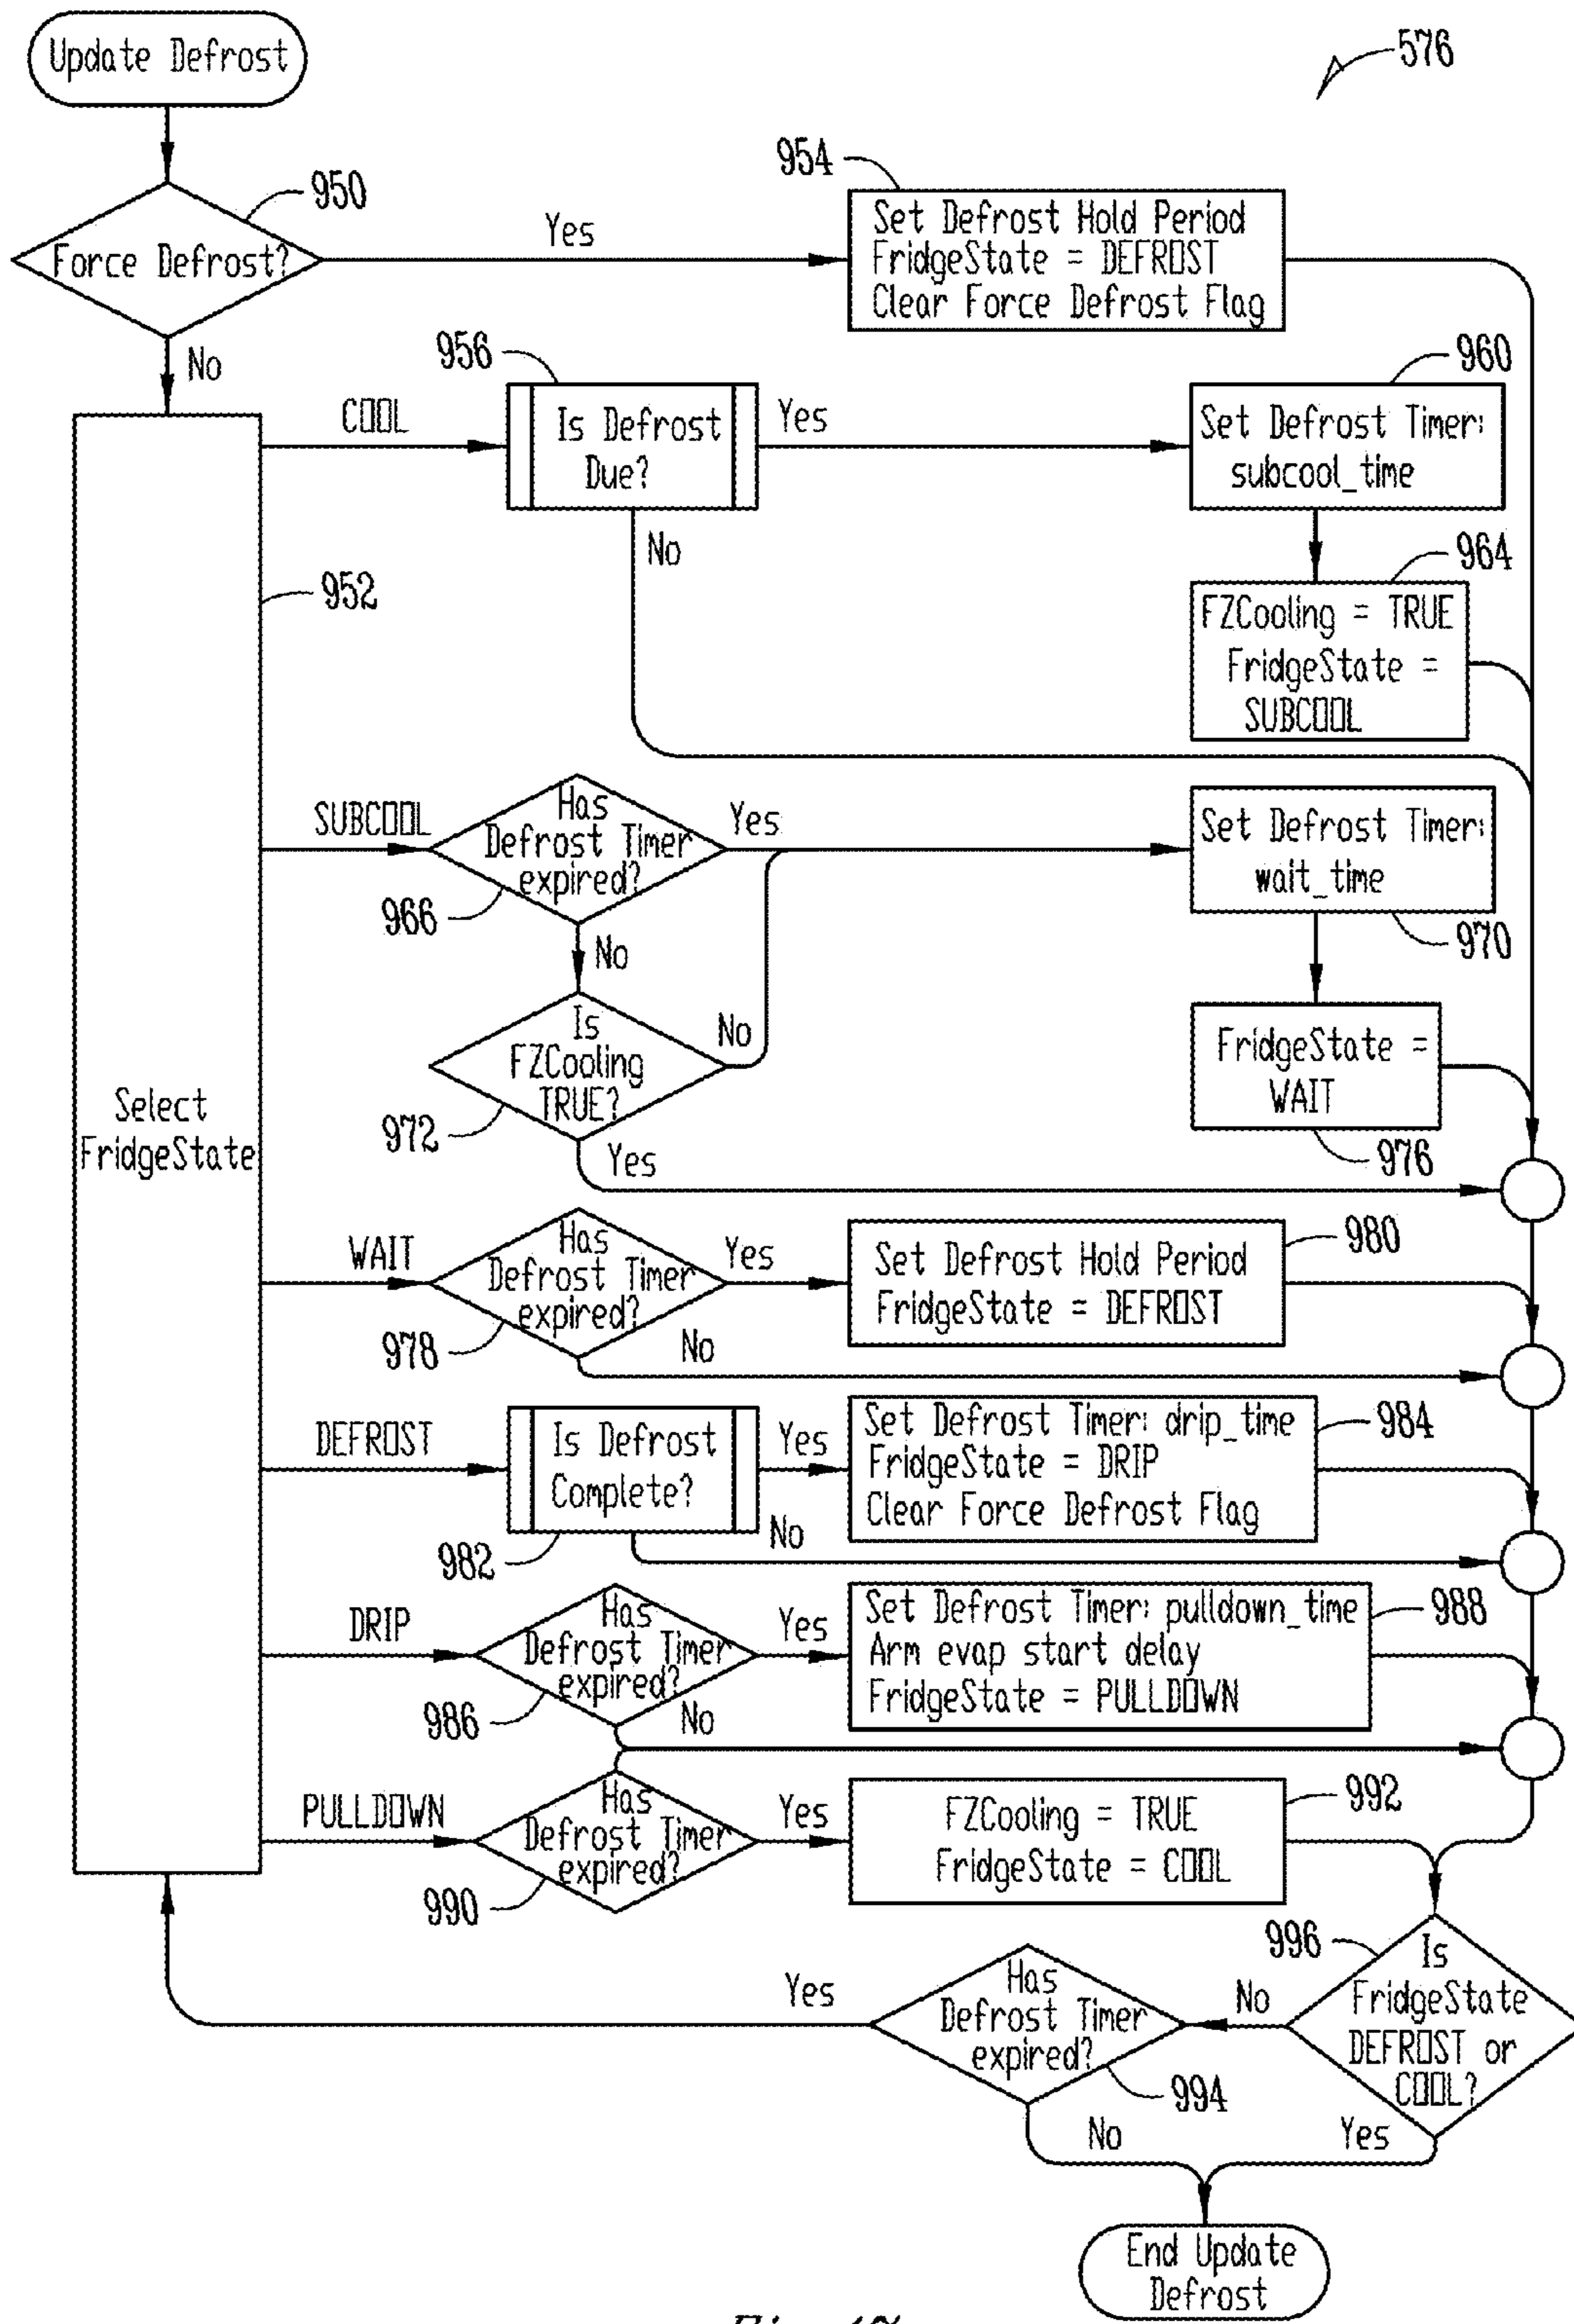 Update Defrost
576
950
Force Defrost?
Yes
954
Set Defrost Hold Period
FridgeState = DEFROST
Clear Force Defrost Flag
No
952
Select
FridgeState
COOL
956
Is Defrost
Due?
Yes
No
960
Set Defrost Timer:
subcool_time
964
FZCooling = TRUE
FridgeState =
SUBCOOL
SUBCOOL
Has
Defrost Timer
expired?
966
Yes
No
Set Defrost Timer:
wait_time
970
Is
FZCooling
TRUE?
972
No
Yes
FridgeState =
WAIT
976
WAIT
Has
Defrost Timer
expired?
978
Yes
No
980
Set Defrost Hold Period
FridgeState = DEFROST
DEFROST
Is Defrost
Complete?
982
Yes
No
984
Set Defrost Timer: drip_time
FridgeState = DRIP
Clear Force Defrost Flag
DRIP
Has
Defrost Timer
expired?
986
Yes
No
988
Set Defrost Timer: pulldown_time
Arm evap start delay
FridgeState = PULLDOWN
PULLDOWN
Has
Defrost Timer
expired?
990
Yes
992
FZCooling = TRUE
FridgeState = COOL
996
Is
FridgeState
DEFROST or
COOL?
No
Yes
Has
Defrost Timer
expired?
994
Yes
No
End Update
Defrost